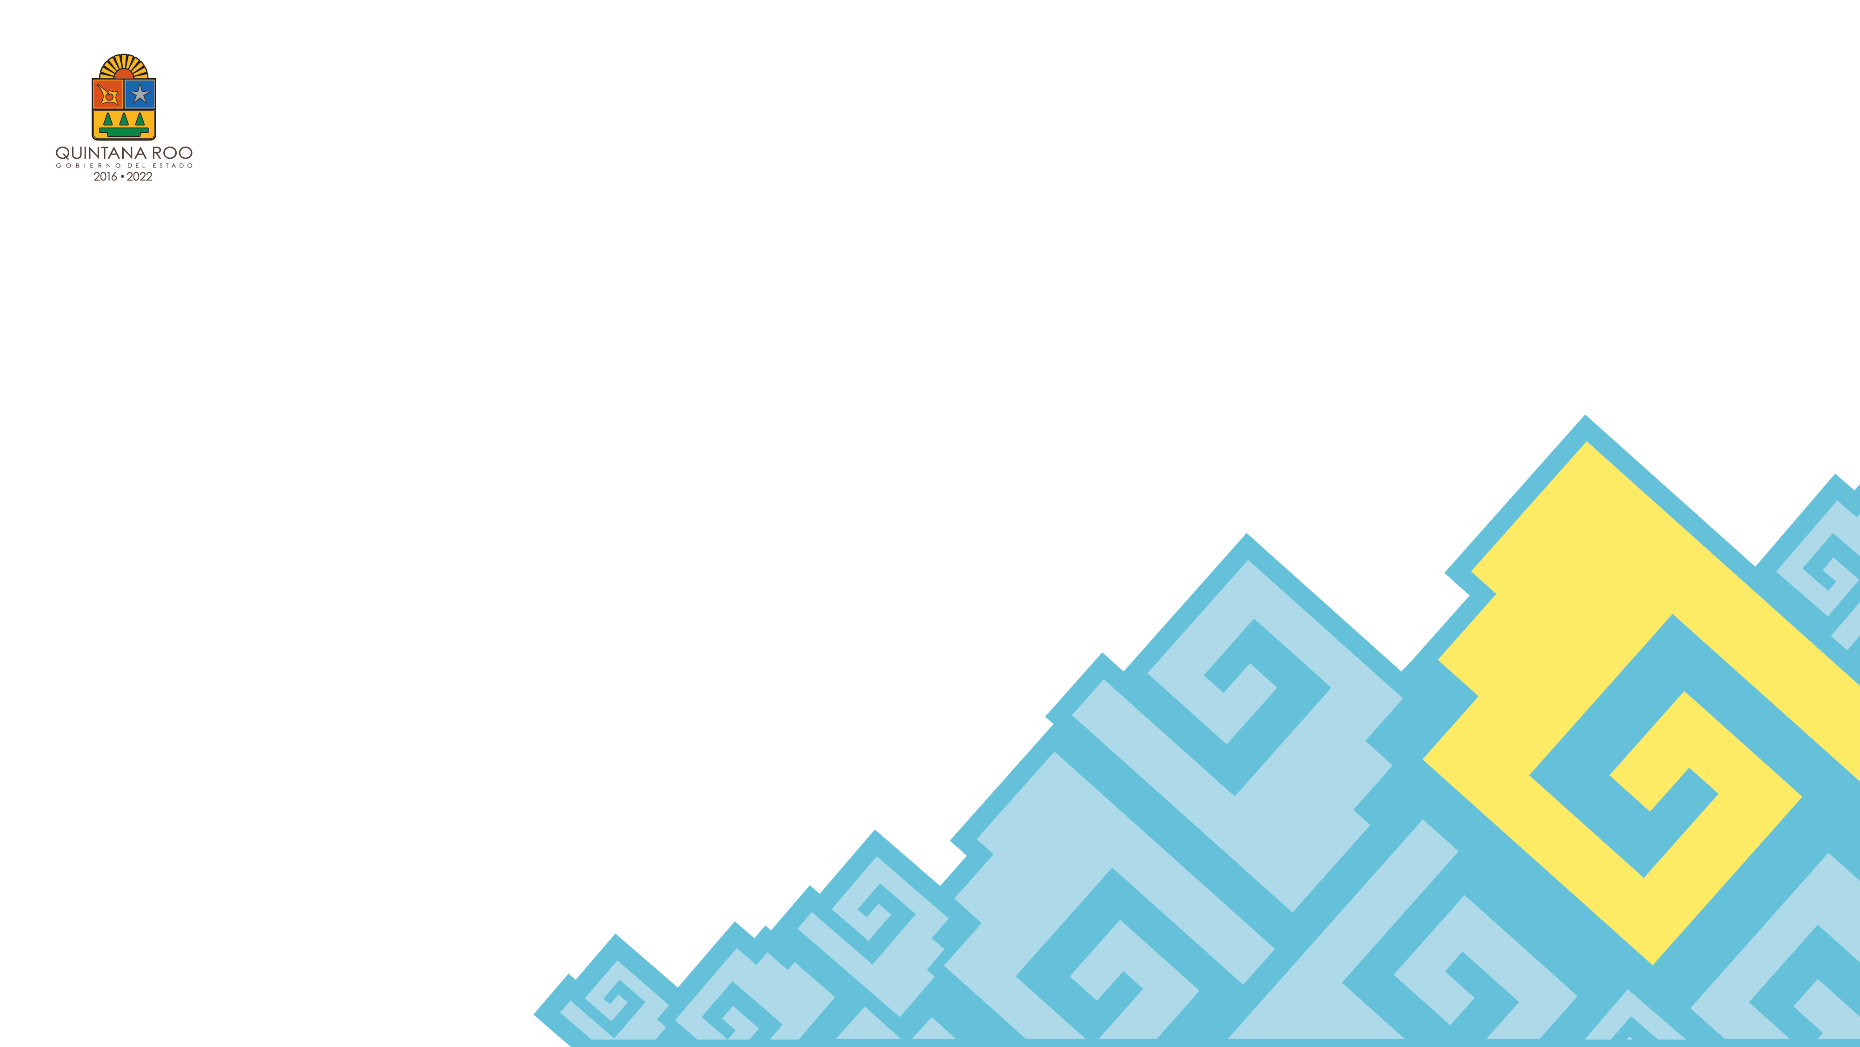 QUINTANA ROO
GOBIERNO DEL ESTADO
2016 • 2022